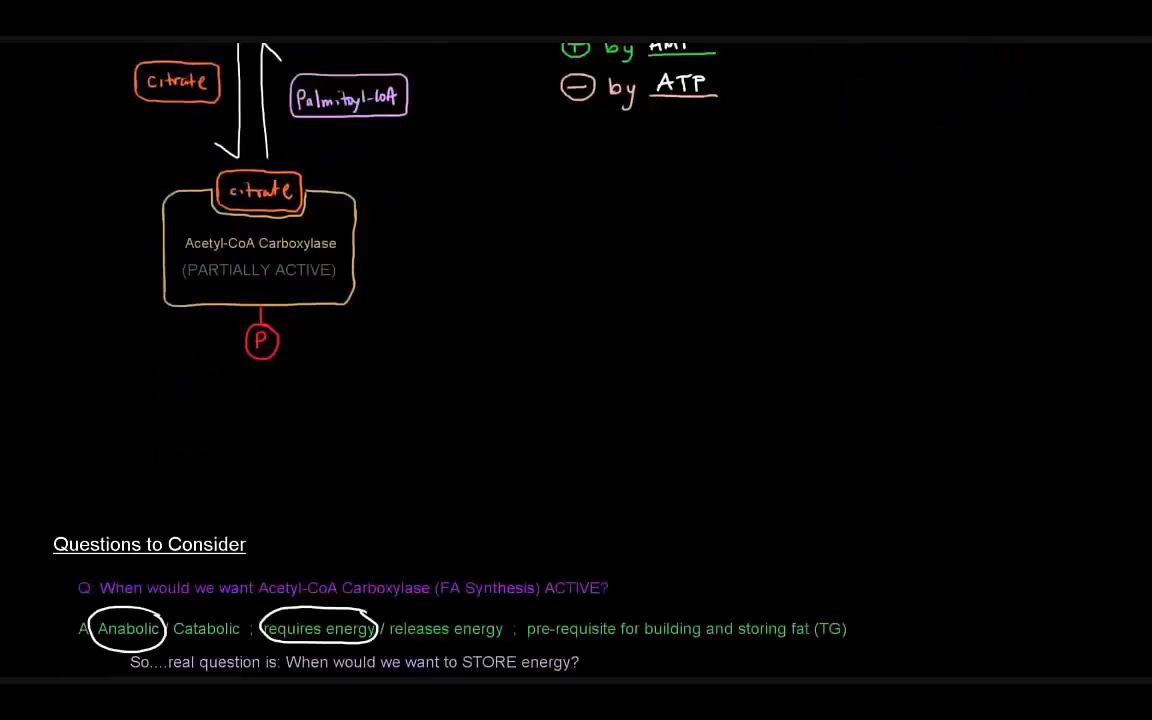 + by AMP
citrate
Palmitoyl-CoA
− by ATP
citrate
Acetyl-CoA Carboxylase
(PARTIALLY ACTIVE)
P
Questions to Consider
Q: When would we want Acetyl-CoA Carboxylase (FA Synthesis) ACTIVE?
A: Anabolic / Catabolic ; requires energy / releases energy ; pre-requisite for building and storing fat (TG)
So....real question is: When would we want to STORE energy?